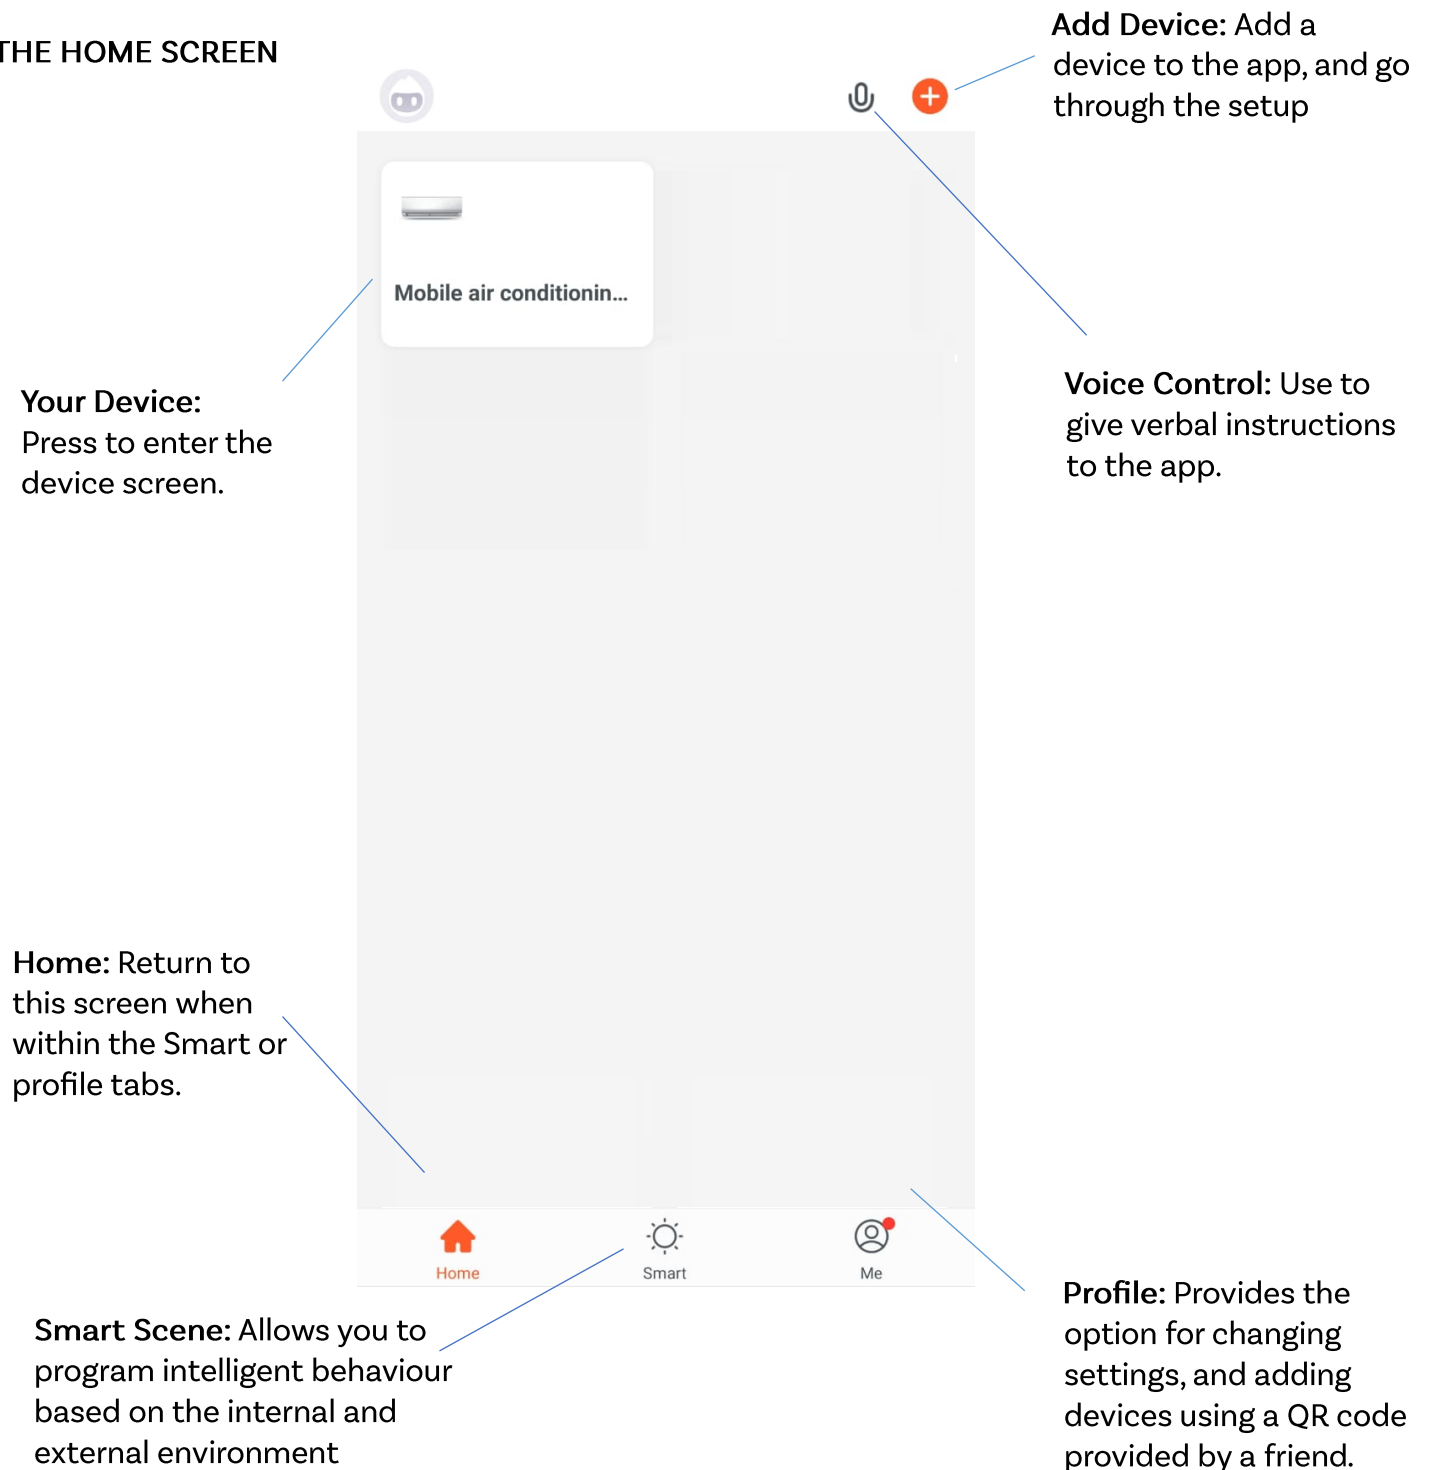 THE HOME SCREEN
Add Device: Add a
device to the app, and go
through the setup
Mobile air conditionin...
Your Device:
Press to enter the
device screen.
Voice Control: Use to
give verbal instructions
to the app.
Home: Return to
this screen when
within the Smart or
profile tabs.
Home
Smart
Me
Smart Scene: Allows you to
program intelligent behaviour
based on the internal and
external environment
Profile: Provides the
option for changing
settings, and adding
devices using a QR code
provided by a friend.